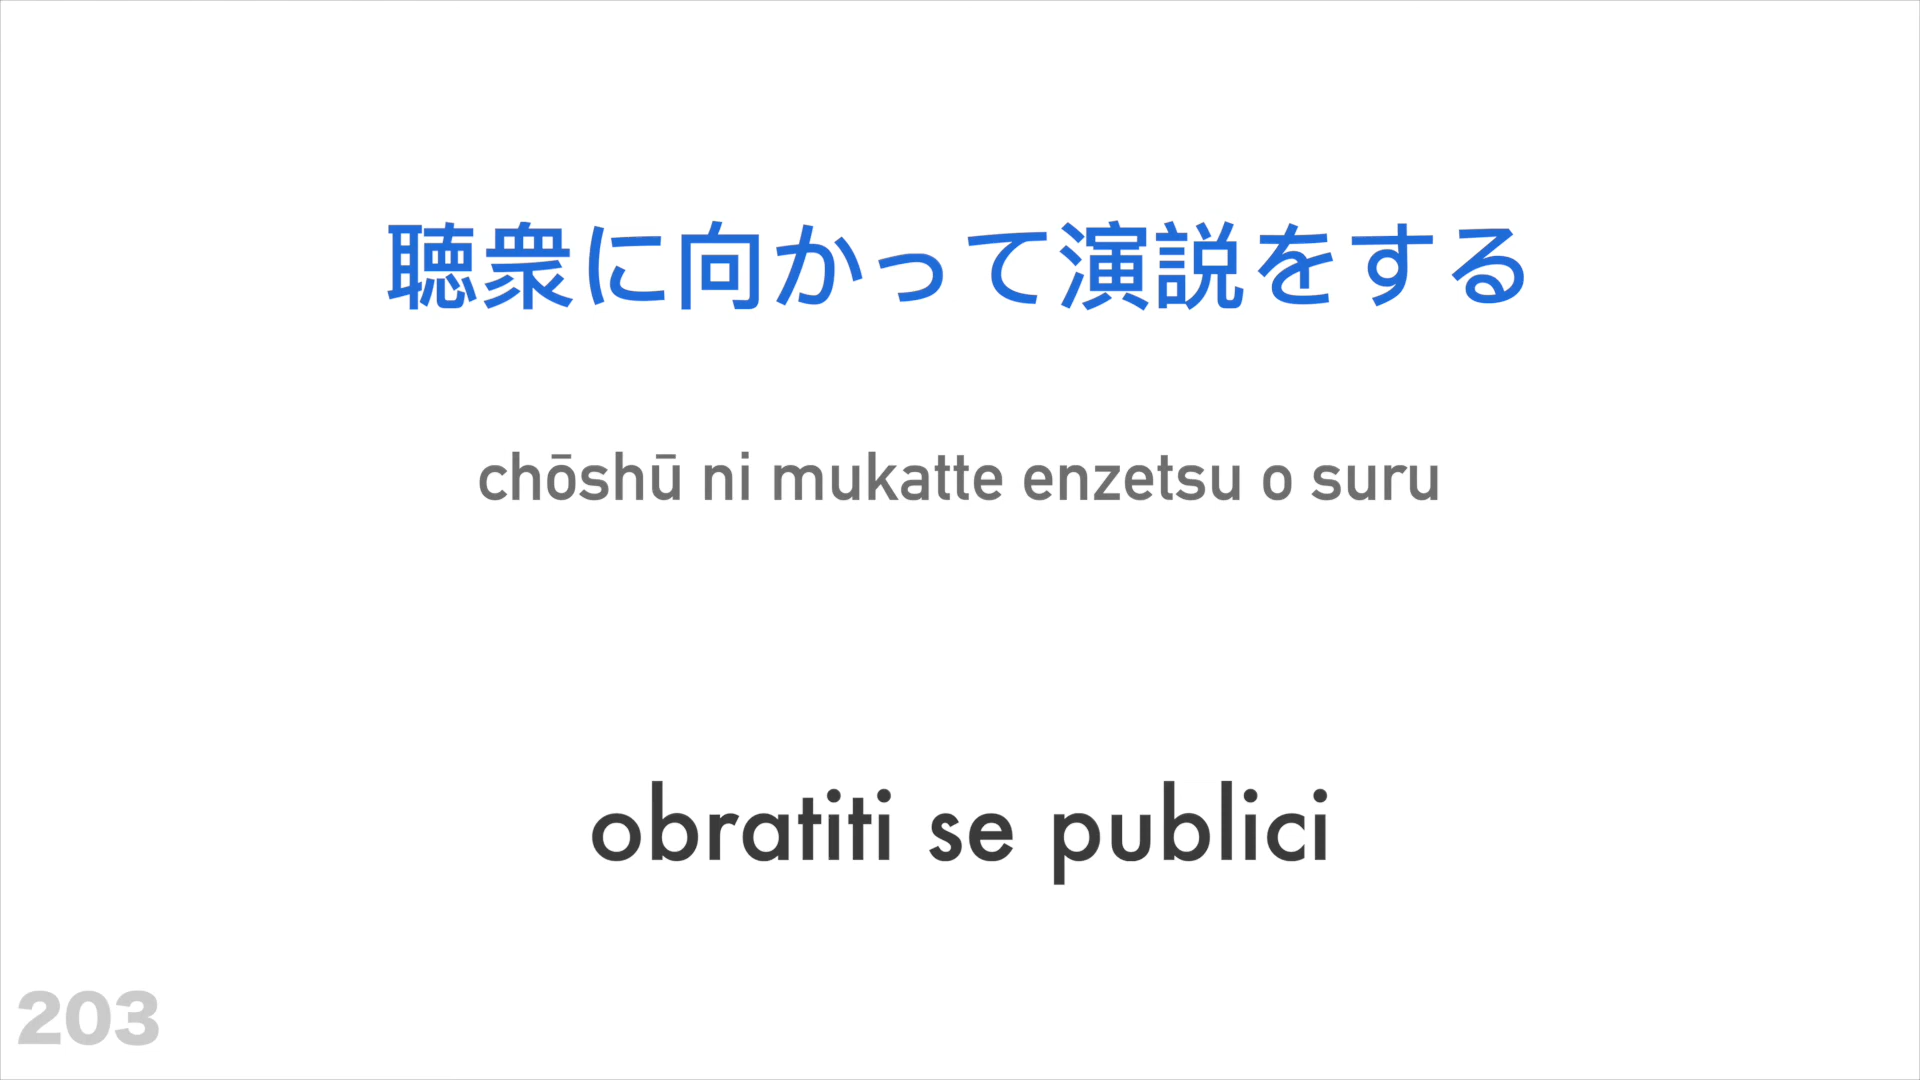 聴衆に向かって演説をする
chōshū ni mukatte enzetsu o suru
obratiti se publici
203